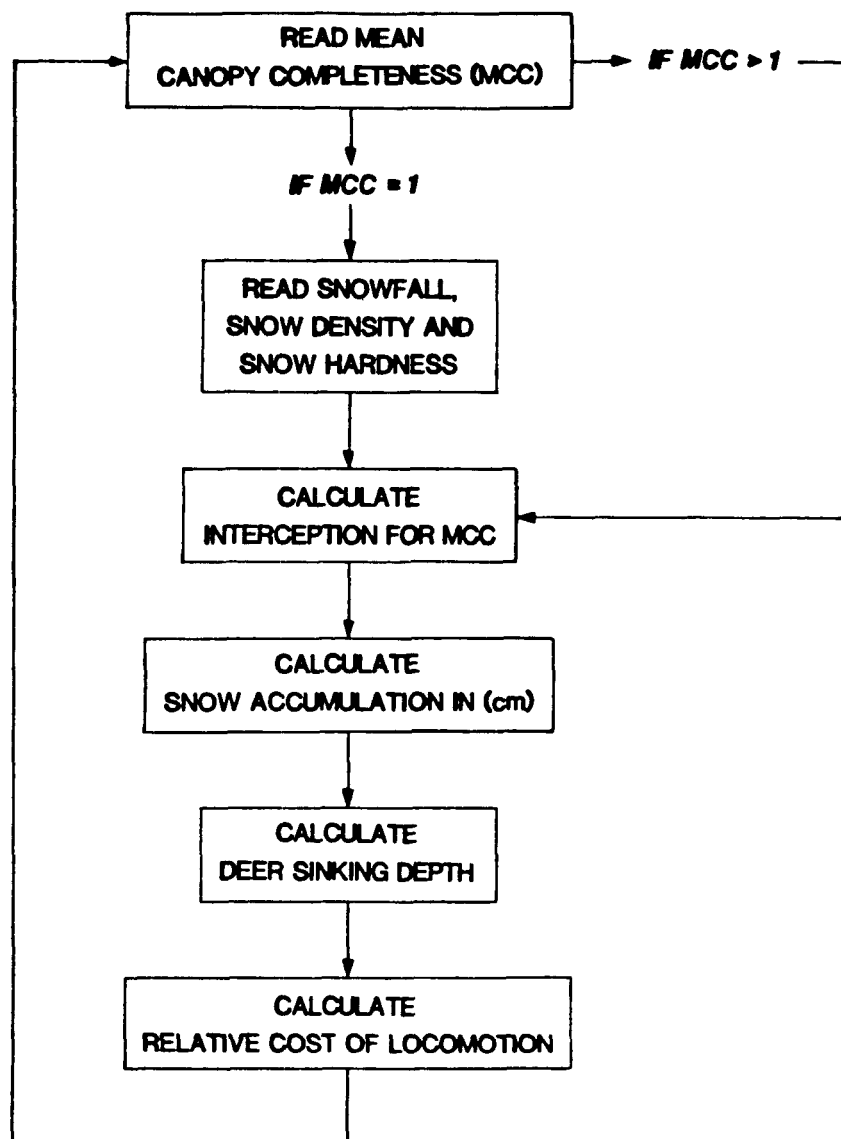 READ MEAN
CANOPY COMPLETENESS (MCC)
IF MCC > 1
IF MCC = 1
READ SNOWFALL,
SNOW DENSITY AND
SNOW HARDNESS
CALCULATE
INTERCEPTION FOR MCC
CALCULATE
SNOW ACCUMULATION IN (cm)
CALCULATE
DEER SINKING DEPTH
CALCULATE
RELATIVE COST OF LOCOMOTION